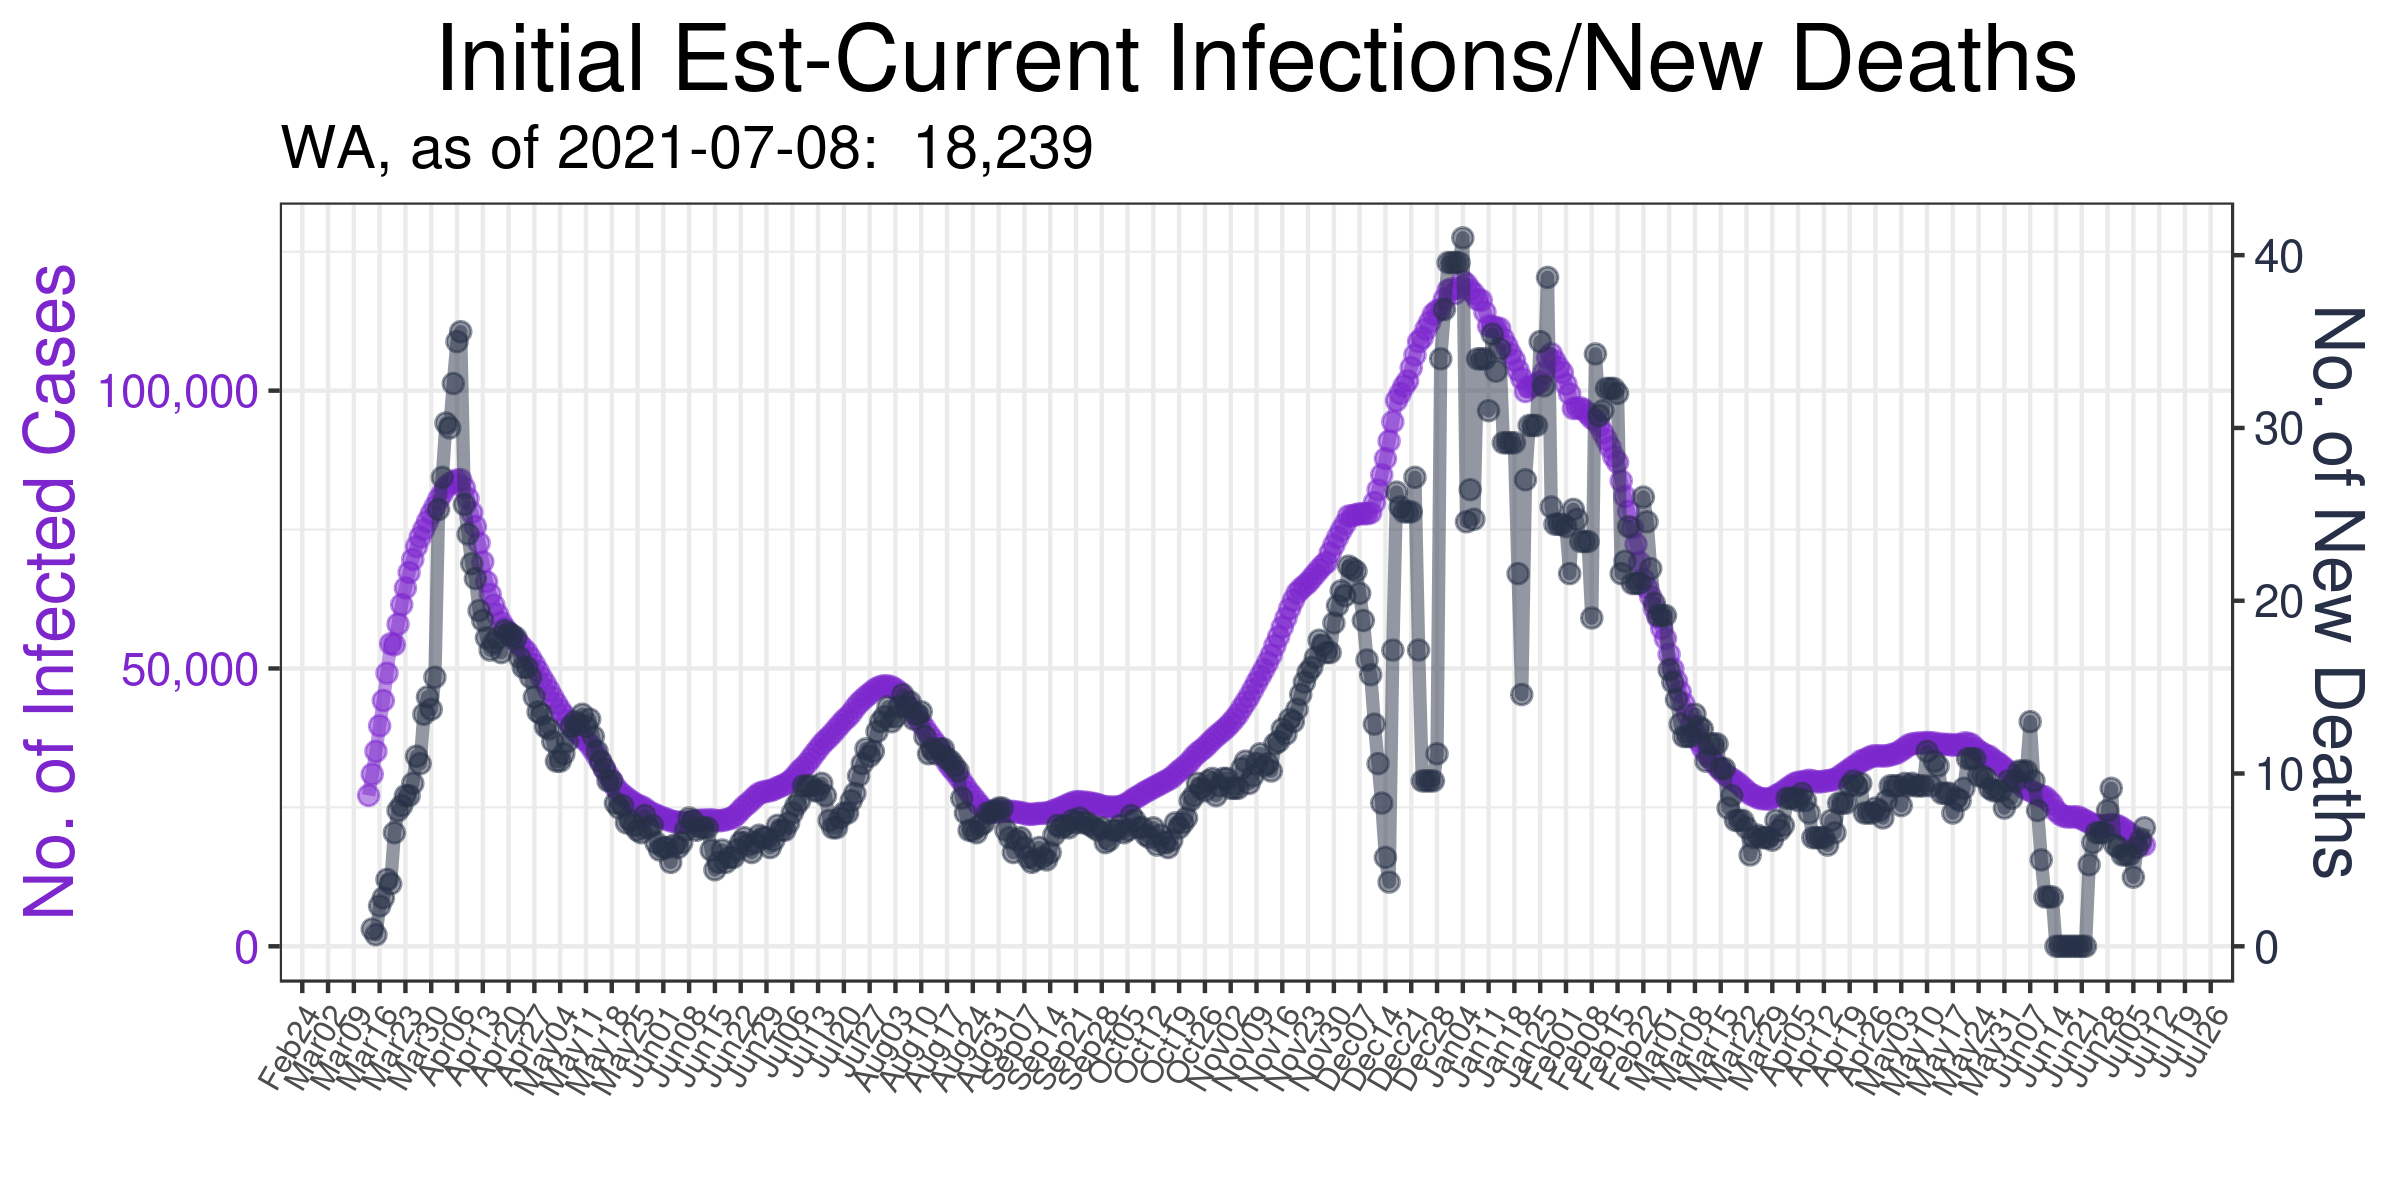 Initial Est-Current Infections/New Deaths
WA, as of 2021-07-08:  18,239
No. of Infected Cases
100,000
50,000
0
40
30
20
10
0
No. of New Deaths
Feb24
Mar02
Mar09
Mar16
Mar23
Mar30
Apr06
Apr13
Apr20
Apr27
May04
May11
May18
May25
Jun01
Jun08
Jun15
Jun22
Jun29
Jul06
Jul13
Jul20
Jul27
Aug03
Aug10
Aug17
Aug24
Aug31
Sep07
Sep14
Sep21
Sep28
Oct05
Oct12
Oct19
Oct26
Nov02
Nov09
Nov16
Nov23
Nov30
Dec07
Dec14
Dec21
Dec28
Jan04
Jan11
Jan18
Jan25
Feb01
Feb08
Feb15
Feb22
Mar01
Mar08
Mar15
Mar22
Mar29
Apr05
Apr12
Apr19
Apr26
May03
May10
May17
May24
May31
Jun07
Jun14
Jun21
Jun28
Jul05
Jul12
Jul19
Jul26